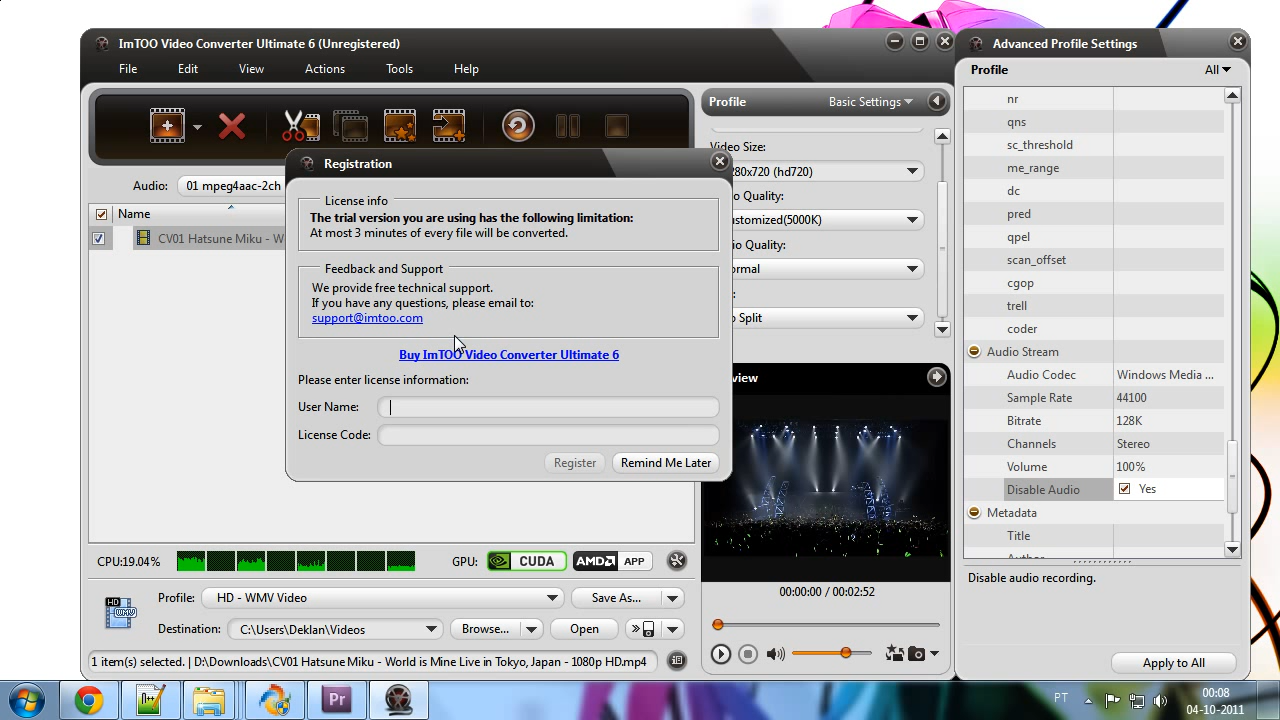 ImTOO Video Converter Ultimate 6 (Unregistered)
File Edit View Actions Tools Help
Audio: 01 mpeg4aac-2ch
Name
CV01 Hatsune Miku - W
Registration
License info
The trial version you are using has the following limitation:
At most 3 minutes of every file will be converted.
Feedback and Support
We provide free technical support.
If you have any questions, please email to:
support@imtoo.com
Buy ImTOO Video Converter Ultimate 6
Please enter license information:
User Name:
License Code:
Register Remind Me Later
Profile Basic Settings
Video Size:
280x720 (hd720)
o Quality:
ustomized(5000K)
io Quality:
rmal
o Split
view
00:00:00 / 00:02:52
CPU:19.04%
GPU: CUDA AMD APP
Profile: HD - WMV Video Save As...
Destination: C:\Users\Deklan\Videos Browse... Open
1 item(s) selected. | D:\Downloads\CV01 Hatsune Miku - World is Mine Live in Tokyo, Japan - 1080p HD.mp4
Advanced Profile Settings
Profile All
nr
qns
sc_threshold
me_range
dc
pred
qpel
scan_offset
cgop
trell
coder
Audio Stream
Audio Codec Windows Media ...
Sample Rate 44100
Bitrate 128K
Channels Stereo
Volume 100%
Disable Audio Yes
Metadata
Title
Author
Disable audio recording.
Apply to All
Pr
PT
00:08
04-10-2011